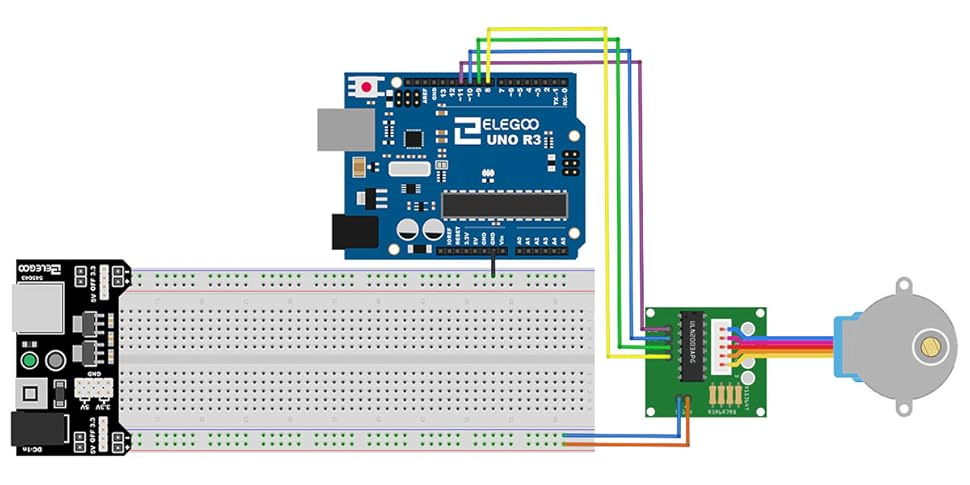 AREF
GND
13
12
~11
~10
~9
8
7
~6
~5
4
~3
2
TX→1
RX←0
ELEGOO
UNO R3
IOREF
RESET
3.3V
5V
GND
GND
Vin
A0
A1
A2
A3
A4
A5
ELEGOO
5V OFF 3.3
GND
5V
3.3V
5V OFF 3.3
DC-In
ULN2003APG